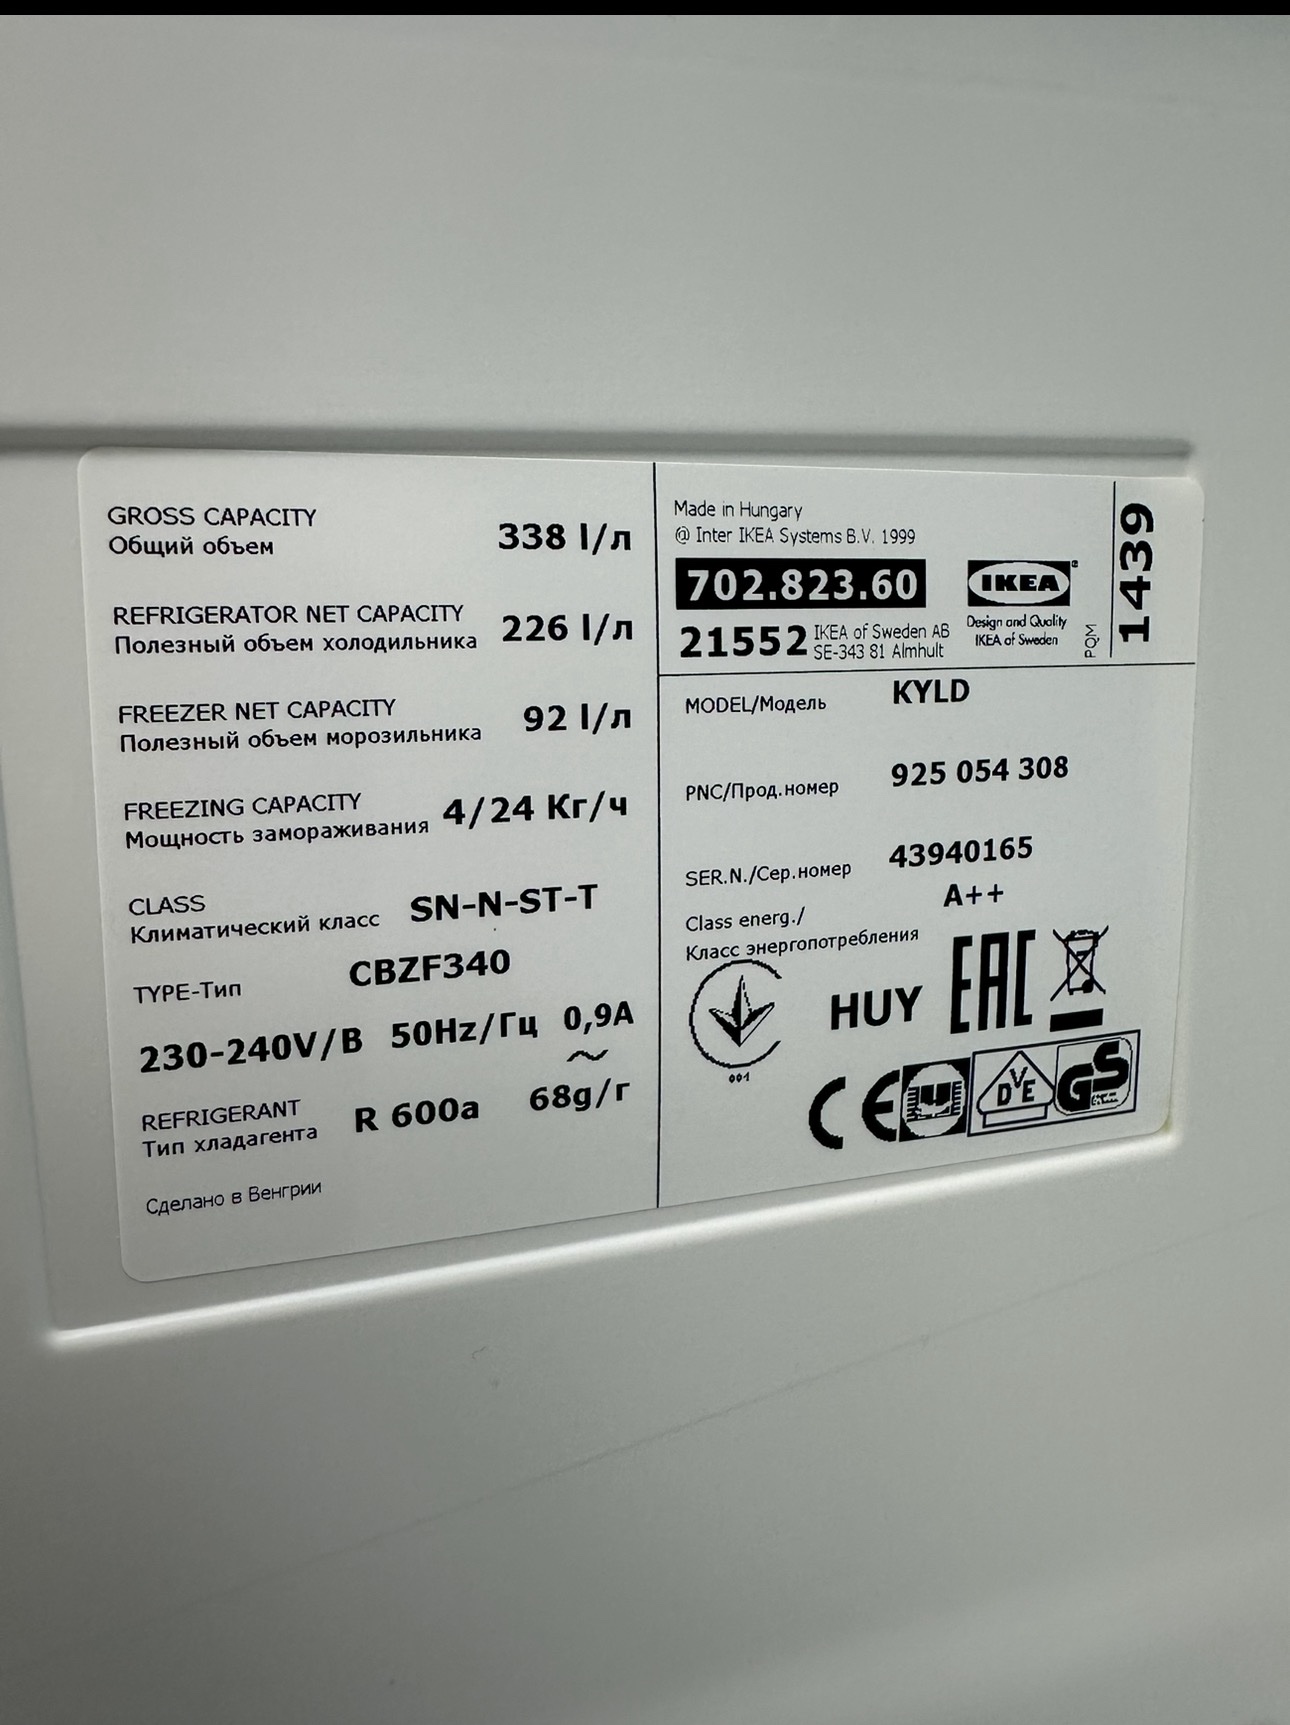 GROSS CAPACITY
Общий объем
338 l/л
REFRIGERATOR NET CAPACITY
Полезный объем холодильника
226 l/л
FREEZER NET CAPACITY
Полезный объем морозильника
92 l/л
FREEZING CAPACITY
Мощность замораживания
4/24 Кг/ч
CLASS
Климатический класс
SN-N-ST-T
TYPE-Тип
CBZF340
230-240V/В 50Hz/Гц 0,9A
~
REFRIGERANT
Тип хладагента
R 600a 68g/г
Сделано в Венгрии
Made in Hungary
@ Inter IKEA Systems B.V. 1999
702.823.60
21552
IKEA of Sweden AB
SE-343 81 Almhult
IKEA
Design and Quality
IKEA of Sweden
PQM
1439
MODEL/Модель
KYLD
PNC/Прод.номер
925 054 308
SER.N./Сер.номер
43940165
Class energ./
Класс энергопотребления
A++
001
HUY
EAC
CE
DVE
GS